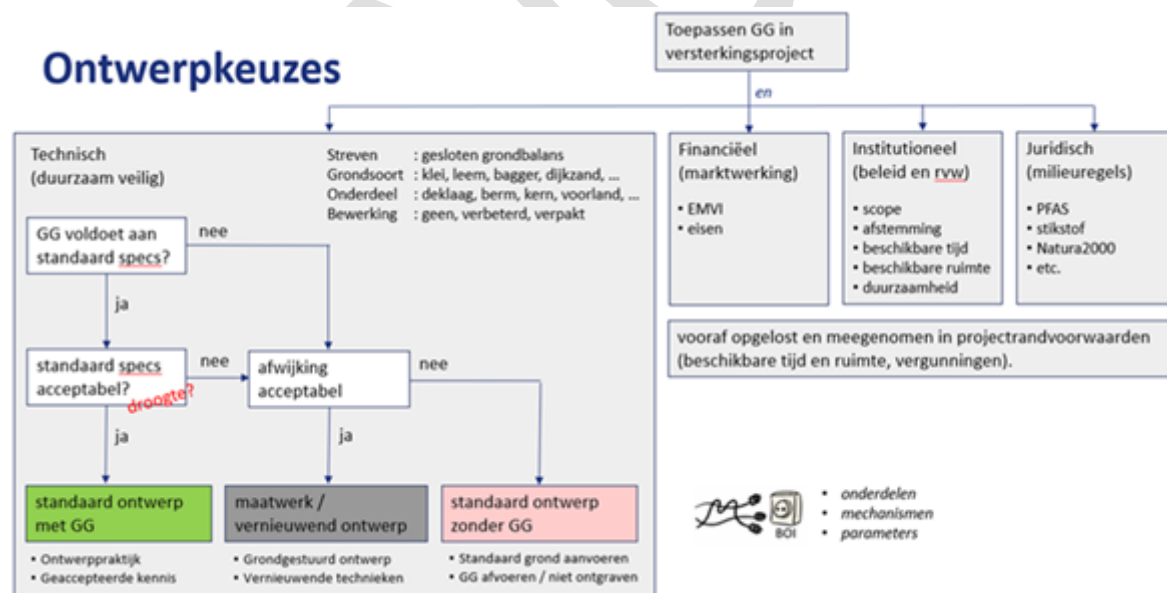 Ontwerpkeuzes
Toepassen GG in
versterkingsproject
en
Technisch
(duurzaam veilig)
Streven : gesloten grondbalans
Grondsoort : klei, leem, bagger, dijkzand, ...
Onderdeel : deklaag, berm, kern, voorland, ...
Bewerking : geen, verbeterd, verpakt
GG voldoet aan
standaard specs?
nee
ja
standaard specs
acceptabel?
droogte?
nee
afwijking
acceptabel
nee
ja
ja
standaard ontwerp
met GG
maatwerk /
vernieuwend ontwerp
standaard ontwerp
zonder GG
▪ Ontwerppraktijk
▪ Geaccepteerde kennis
▪ Grondgestuurd ontwerp
▪ Vernieuwende technieken
▪ Standaard grond aanvoeren
▪ GG afvoeren / niet ontgraven
Financiëel
(marktwerking)
▪ EMVI
▪ eisen
Institutioneel
(beleid en rvw)
▪ scope
▪ afstemming
▪ beschikbare tijd
▪ beschikbare ruimte
▪ duurzaamheid
Juridisch
(milieuregels)
▪ PFAS
▪ stikstof
▪ Natura2000
▪ etc.
vooraf opgelost en meegenomen in projectrandvoorwaarden
(beschikbare tijd en ruimte, vergunningen).
BOI
• onderdelen
• mechanismen
• parameters